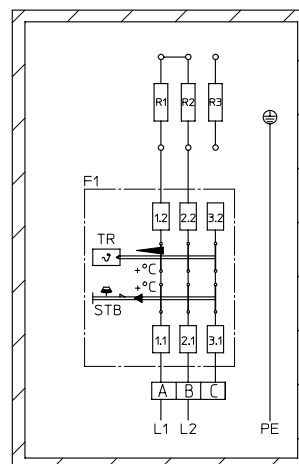 R1 R2 R3
F1
1.2 2.2 3.2
TR
ϑ
+°C
+°C
STB
1.1 2.1 3.1
A B C
L1 L2 PE